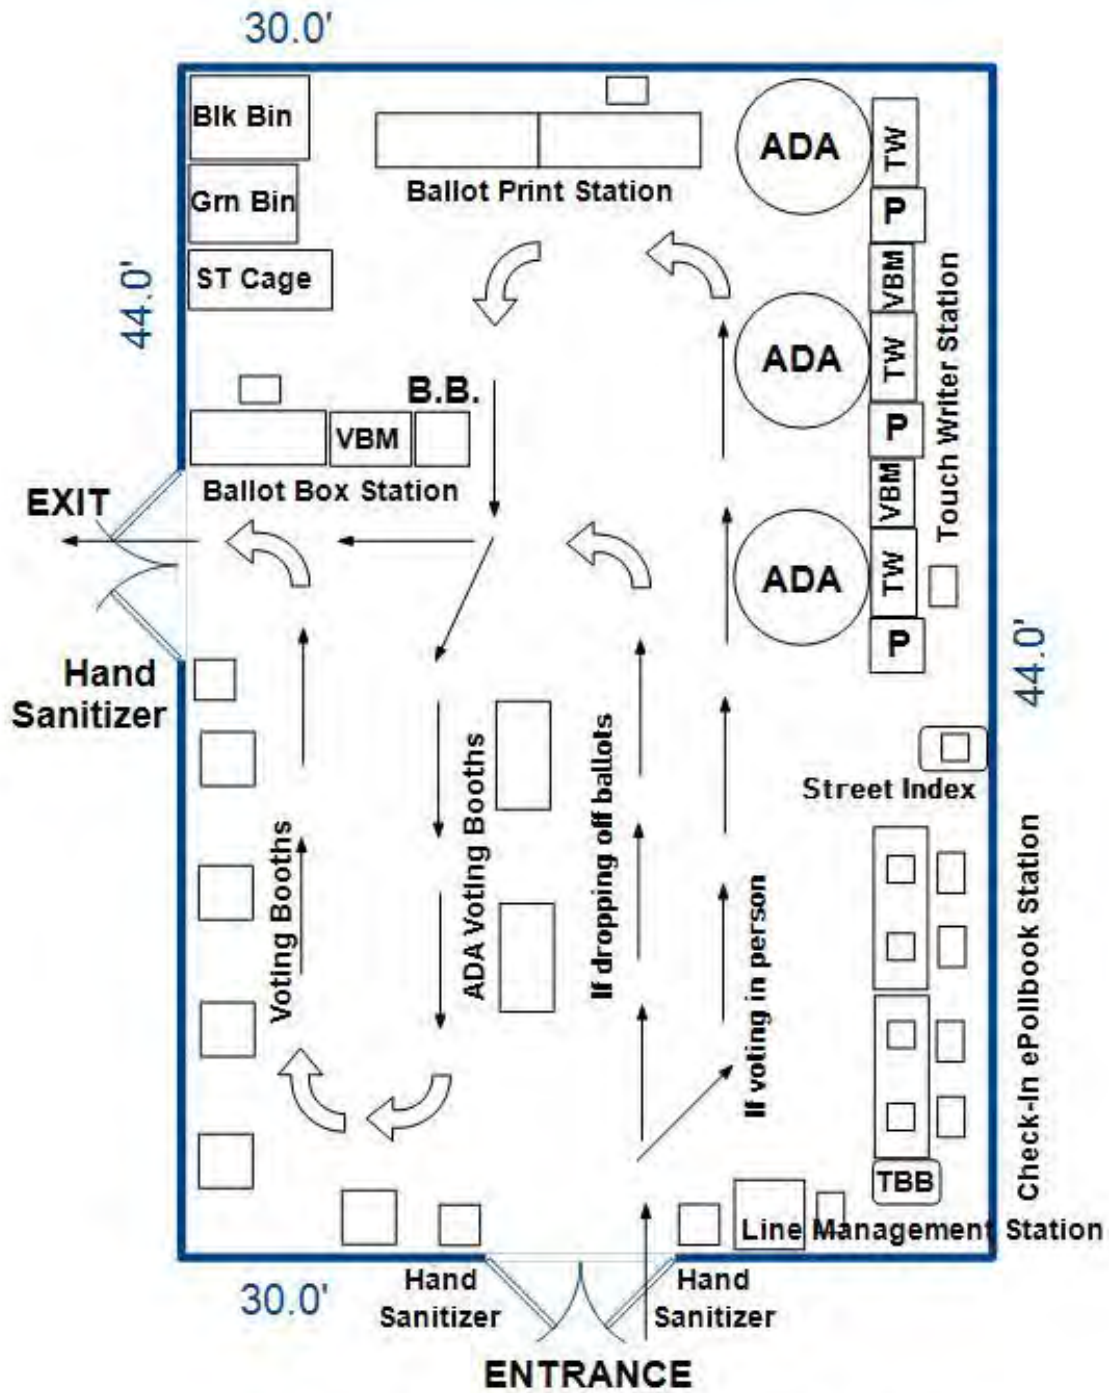 30.0'
Blk Bin
Grn Bin
ST Cage
44.0'
Ballot Print Station
ADA
TW
P
VBM
ADA
TW
P
VBM
ADA
TW
P
Touch Writer Station
B.B.
VBM
Ballot Box Station
EXIT
Hand
Sanitizer
44.0'
Street Index
Voting Booths
ADA Voting Booths
If dropping off ballots
If voting in person
Check-In ePollbook Station
TBB
Line Management Station
30.0'
Hand
Sanitizer
Hand
Sanitizer
ENTRANCE